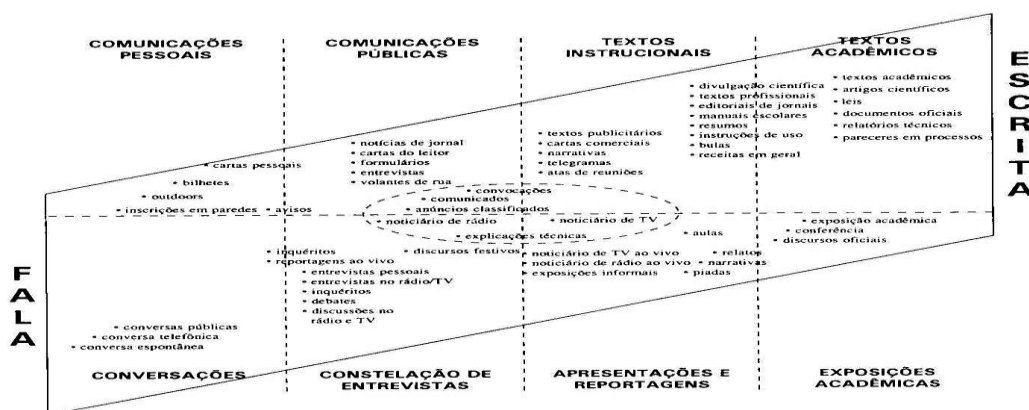 COMUNICAÇÕES
PESSOAIS
COMUNICAÇÕES
PÚBLICAS
TEXTOS
INSTRUCIONAIS
TEXTOS
ACADÊMICOS
ESCRITA
• cartas pessoais
• bilhetes
• outdoors
• inscrições em paredes
• avisos
• notícias de jornal
• cartas do leitor
• formulários
• entrevistas
• volantes de rua
• textos publicitários
• cartas comerciais
• narrativas
• telegramas
• atas de reuniões
• divulgação científica
• textos profissionais
• editoriais de jornais
• manuais escolares
• resumos
• instruções de uso
• bulas
• receitas em geral
• textos acadêmicos
• artigos científicos
• leis
• documentos oficiais
• relatórios técnicos
• pareceres em processos
• convocações
• comunicados
• anúncios classificados
• noticiário de rádio
• noticiário de TV
• explicações técnicas
FALA
• inquéritos
• reportagens ao vivo
• entrevistas pessoais
• entrevistas no rádio/TV
• inquéritos
• debates
• discussões no
rádio e TV
• discursos festivos
• conversas públicas
• conversa telefônica
• conversa espontânea
• aulas
• noticiário de TV ao vivo
• relatos
• noticiário de rádio ao vivo
• narrativas
• exposições informais
• piadas
• exposição acadêmica
• conferência
• discursos oficiais
CONVERSAÇÕES
CONSTELAÇÃO DE
ENTREVISTAS
APRESENTAÇÕES E
REPORTAGENS
EXPOSIÇÕES
ACADÊMICAS